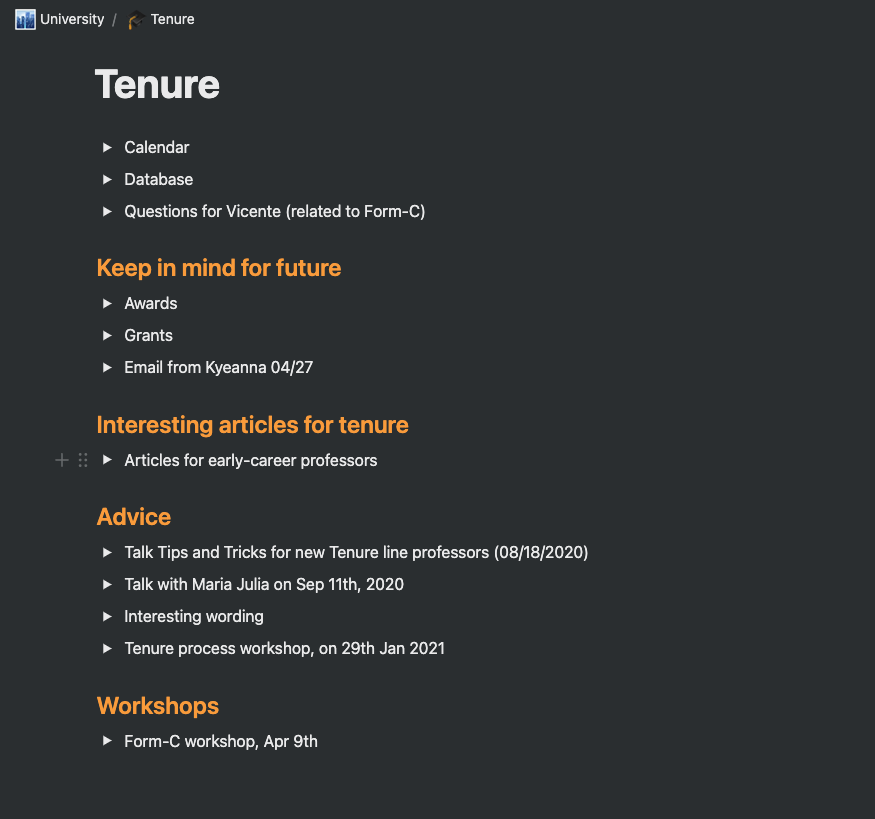 University / Tenure
Tenure
Calendar
Database
Questions for Vicente (related to Form-C)
Keep in mind for future
Awards
Grants
Email from Kyeanna 04/27
Interesting articles for tenure
Articles for early-career professors
Advice
Talk Tips and Tricks for new Tenure line professors (08/18/2020)
Talk with Maria Julia on Sep 11th, 2020
Interesting wording
Tenure process workshop, on 29th Jan 2021
Workshops
Form-C workshop, Apr 9th